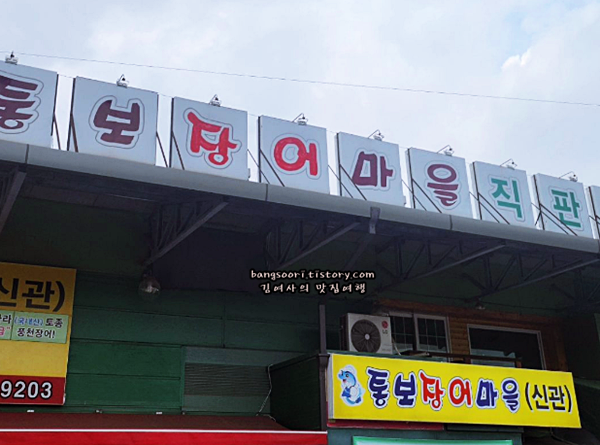 통보장어마을직판
bangsoori.tistory.com
김여사의 맛집여행
신관)
(국내산) 토종
풍천장어!
9203
통보장어마을(신관)